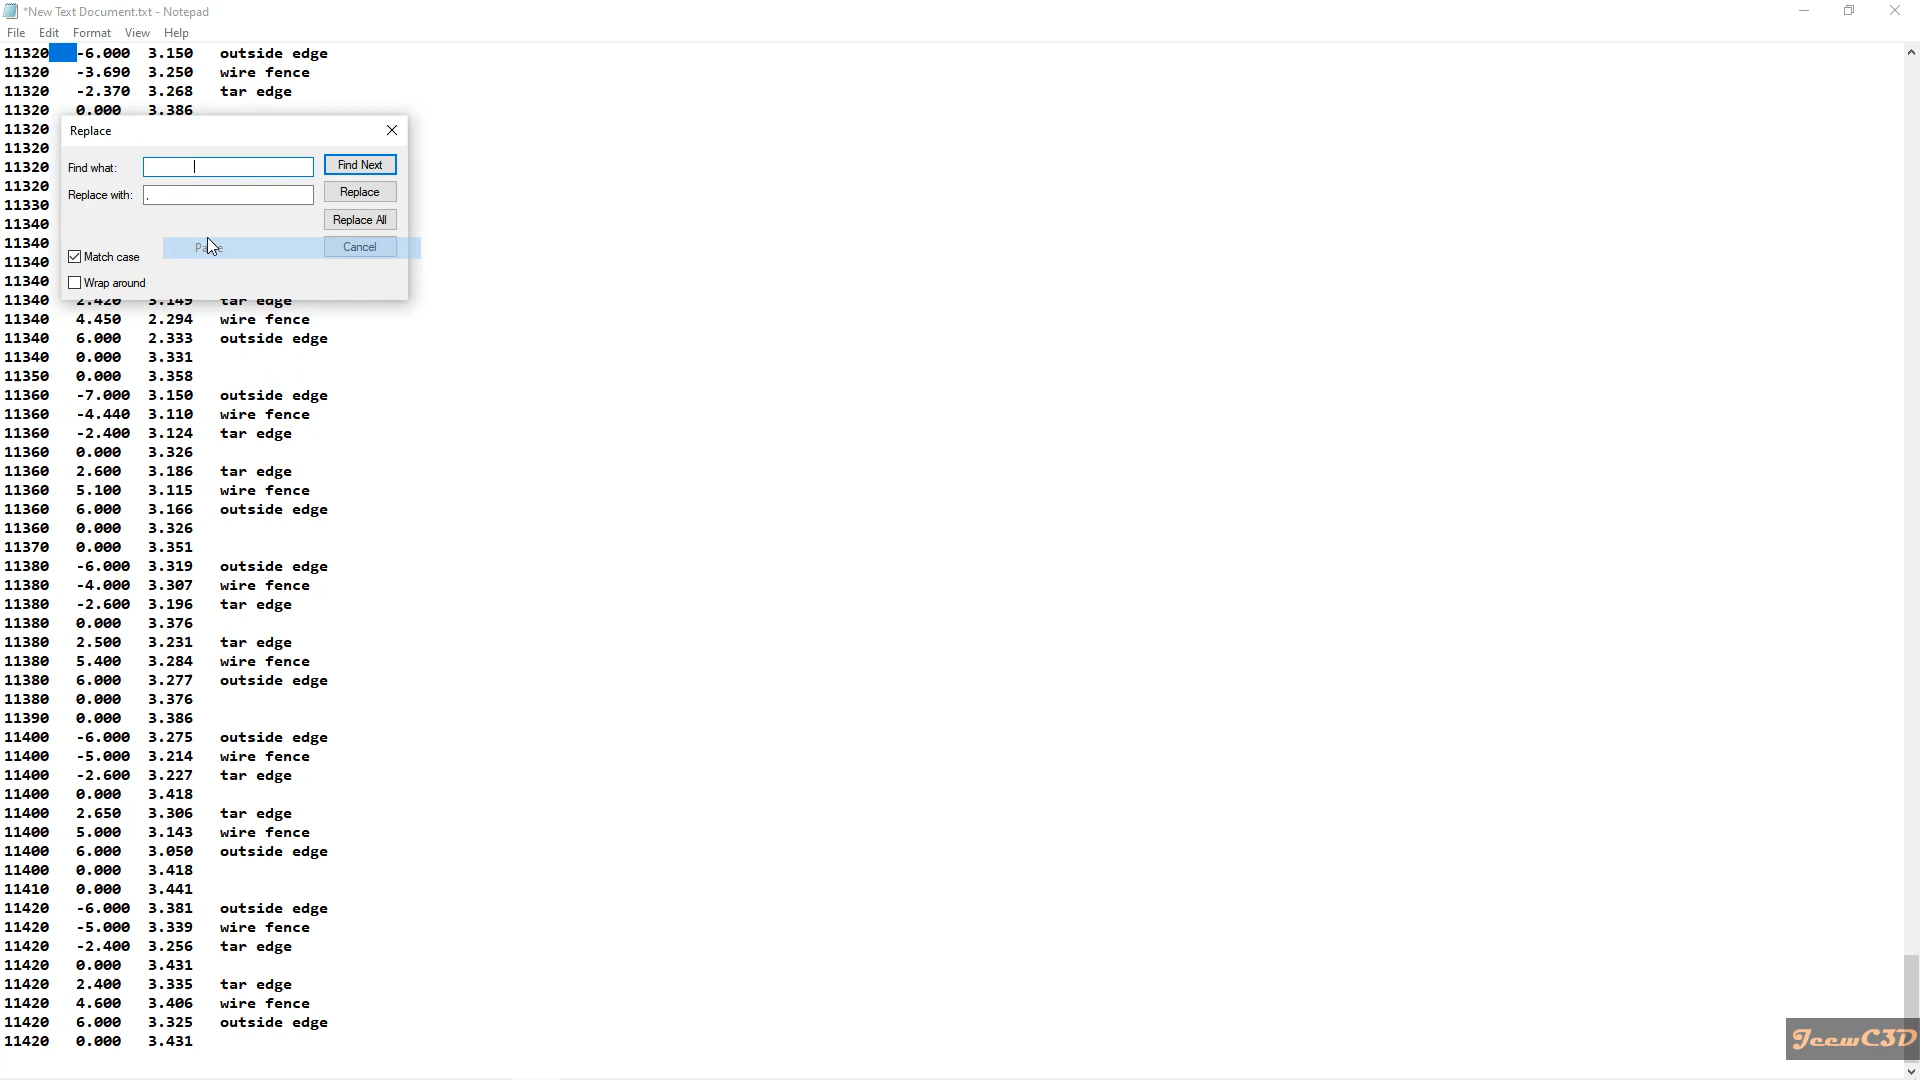 *New Text Document.txt - Notepad
File Edit Format View Help
11320 -6.000 3.150 outside edge
11320 -3.690 3.250 wire fence
11320 -2.370 3.268 tar edge
11320 0.000 3.386
11320
11320
11320
11320
11330
11340
11340
11340
11340
Replace
Find what:
Find Next
Replace with: ,
Replace
Replace All
Cancel
Match case
Wrap around
11340 2.420 3.149 tar edge
11340 4.450 2.294 wire fence
11340 6.000 2.333 outside edge
11340 0.000 3.331
11350 0.000 3.358
11360 -7.000 3.150 outside edge
11360 -4.440 3.110 wire fence
11360 -2.400 3.124 tar edge
11360 0.000 3.326
11360 2.600 3.186 tar edge
11360 5.100 3.115 wire fence
11360 6.000 3.166 outside edge
11360 0.000 3.326
11370 0.000 3.351
11380 -6.000 3.319 outside edge
11380 -4.000 3.307 wire fence
11380 -2.600 3.196 tar edge
11380 0.000 3.376
11380 2.500 3.231 tar edge
11380 5.400 3.284 wire fence
11380 6.000 3.277 outside edge
11380 0.000 3.376
11390 0.000 3.386
11400 -6.000 3.275 outside edge
11400 -5.000 3.214 wire fence
11400 -2.600 3.227 tar edge
11400 0.000 3.418
11400 2.650 3.306 tar edge
11400 5.000 3.143 wire fence
11400 6.000 3.050 outside edge
11400 0.000 3.418
11410 0.000 3.441
11420 -6.000 3.381 outside edge
11420 -5.000 3.339 wire fence
11420 -2.400 3.256 tar edge
11420 0.000 3.431
11420 2.400 3.335 tar edge
11420 4.600 3.406 wire fence
11420 6.000 3.325 outside edge
11420 0.000 3.431
JeewC3D